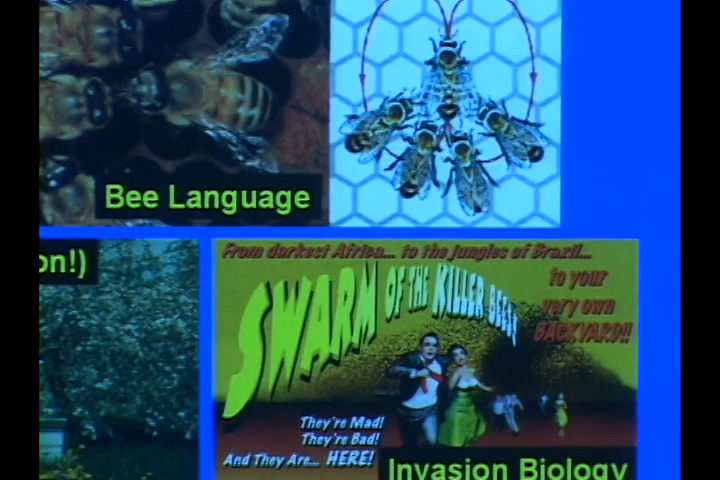 Bee Language
on!)
From darkest Africa... to the jungles of Brazil...
to your
very own
BACKYARD!!
SWARM OF THE KILLER BEES
They're Mad!
They're Bad!
And They Are... HERE!
Invasion Biology